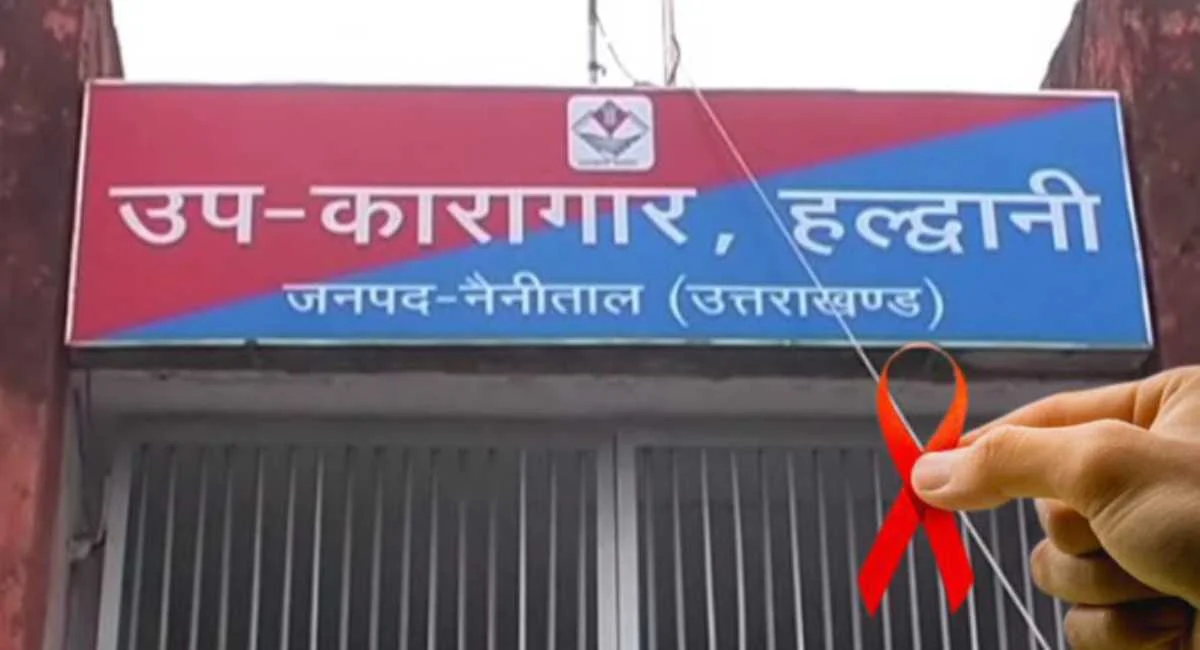 उप-कारागार, हल्द्वानी
जनपद-नैनीताल (उत्तराखण्ड)